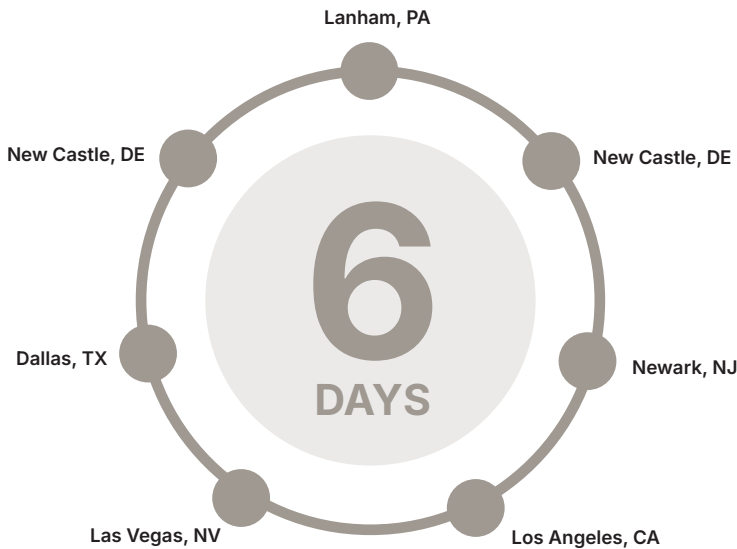 Lanham, PA
New Castle, DE
New Castle, DE
6
DAYS
Dallas, TX
Newark, NJ
Las Vegas, NV
Los Angeles, CA